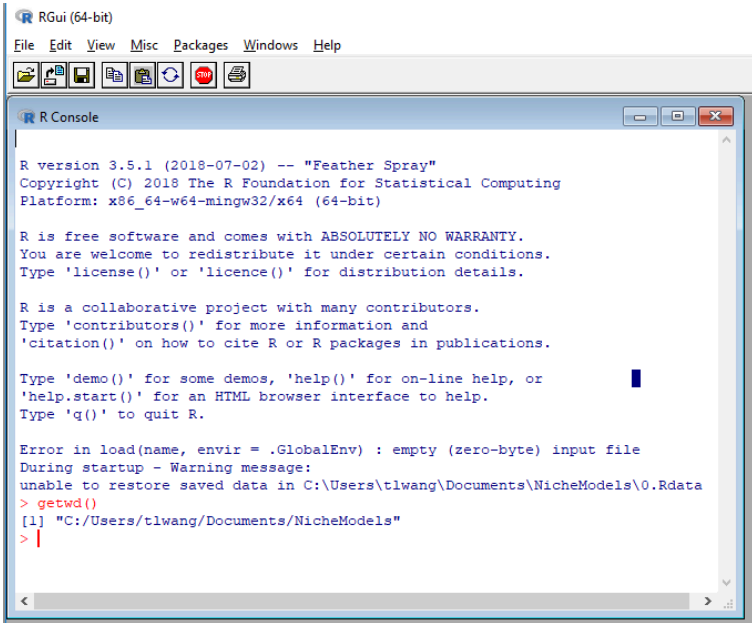 RGui (64-bit)
File Edit View Misc Packages Windows Help
STOP
R Console
R version 3.5.1 (2018-07-02) -- "Feather Spray"
Copyright (C) 2018 The R Foundation for Statistical Computing
Platform: x86_64-w64-mingw32/x64 (64-bit)
R is free software and comes with ABSOLUTELY NO WARRANTY.
You are welcome to redistribute it under certain conditions.
Type 'license()' or 'licence()' for distribution details.
R is a collaborative project with many contributors.
Type 'contributors()' for more information and
'citation()' on how to cite R or R packages in publications.
Type 'demo()' for some demos, 'help()' for on-line help, or
'help.start()' for an HTML browser interface to help.
Type 'q()' to quit R.
Error in load(name, envir = .GlobalEnv) : empty (zero-byte) input file
During startup - Warning message:
unable to restore saved data in C:\Users\tlwang\Documents\NicheModels\0.Rdata
> getwd()
[1] "C:/Users/tlwang/Documents/NicheModels"
>